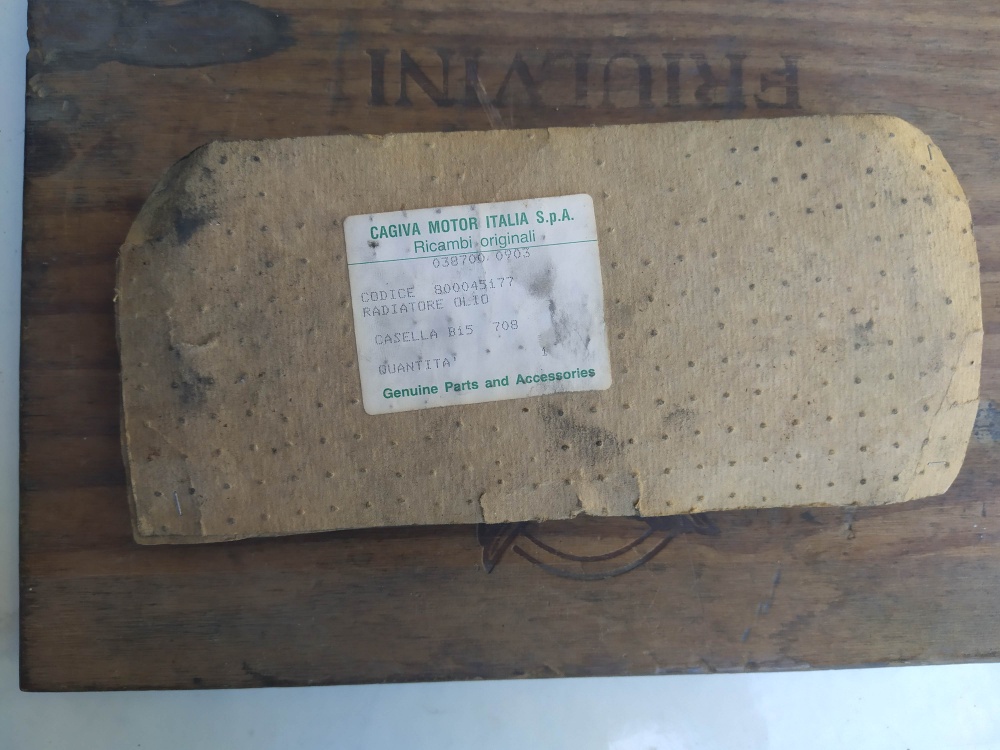 FRIULVINI
CAGIVA MOTOR ITALIA S.p.A.
Ricambi originali
038700 0903
CODICE 800045177
RADIATORE OLIO
CASELLA B15 708
QUANTITA' 1
Genuine Parts and Accessories